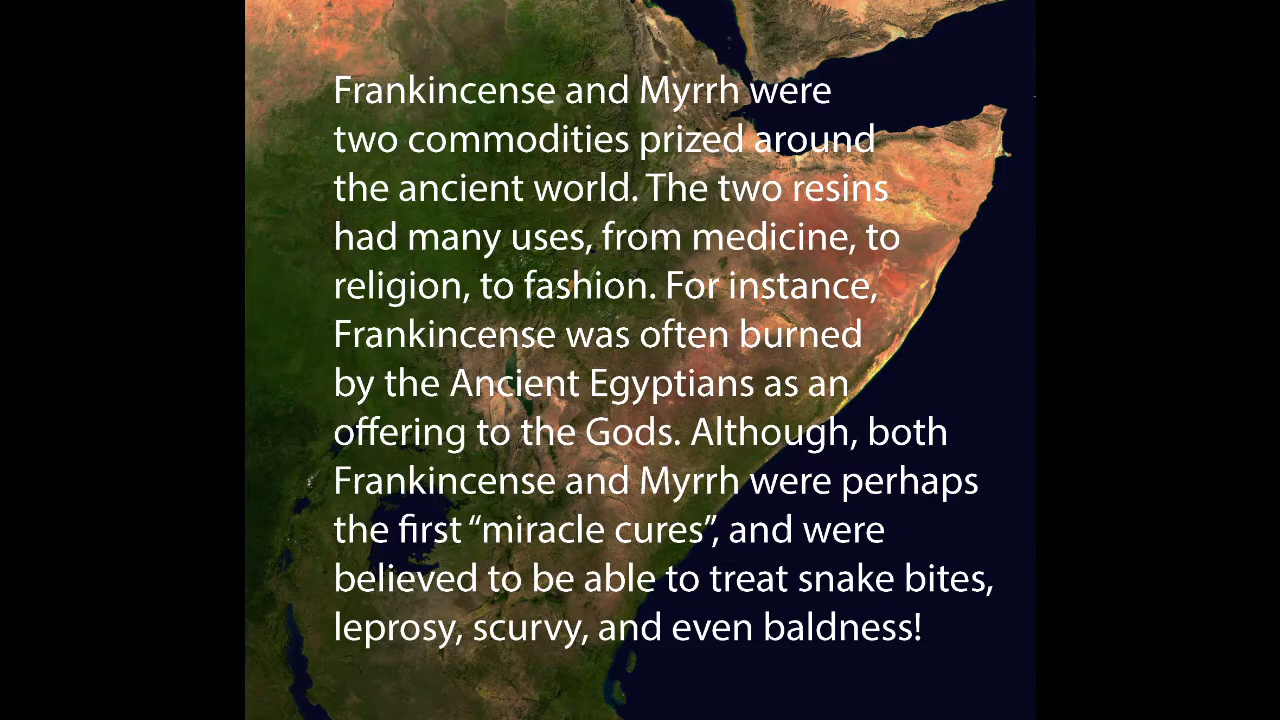 Frankincense and Myrrh were
two commodities prized around
the ancient world. The two resins
had many uses, from medicine, to
religion, to fashion. For instance,
Frankincense was often burned
by the Ancient Egyptians as an
offering to the Gods. Although, both
Frankincense and Myrrh were perhaps
the first “miracle cures”, and were
believed to be able to treat snake bites,
leprosy, scurvy, and even baldness!